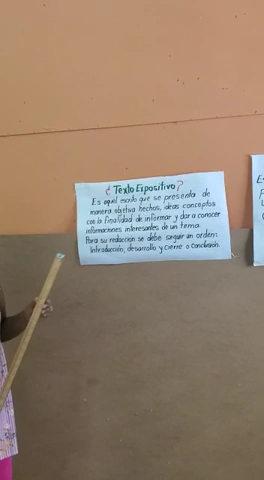 ¿Texto Expositivo?
Es aquel escrito que se presenta de
manera objetiva hechos, ideas conceptos
con la finalidad de informar y dar a conocer
informaciones interesantes de un tema.
Para su redacción se debe seguir un orden:
Introducción, desarrollo y cierre o conclusión.